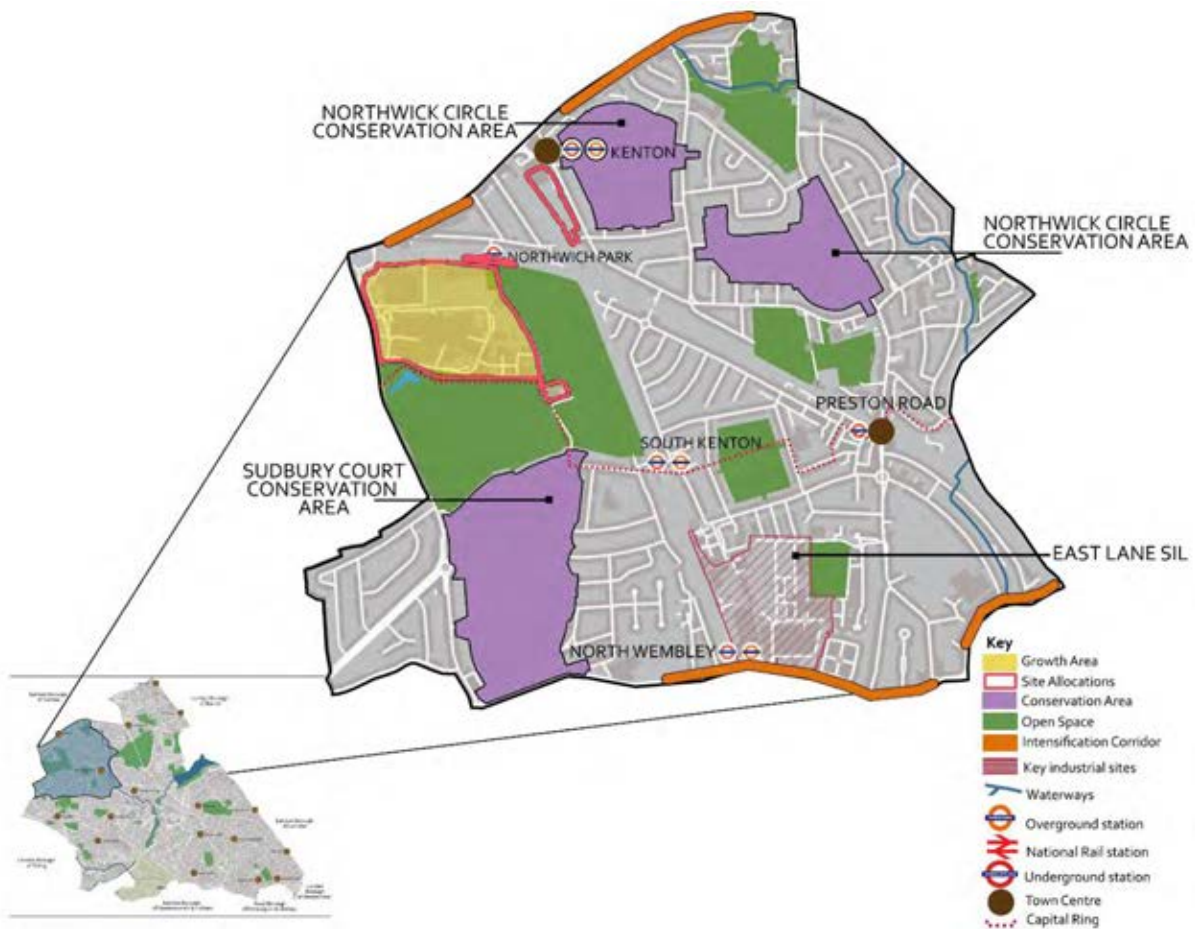 NORTHWICK CIRCLE
CONSERVATION AREA
KENTON
NORTHWICK CIRCLE
CONSERVATION AREA
NORTHWICH PARK
PRESTON ROAD
SOUTH KENTON
SUDBURY COURT
CONSERVATION
AREA
EAST LANE SIL
NORTH WEMBLEY
Key
Growth Area
Site Allocations
Conservation Area
Open Space
Intensification Corridor
Key industrial sites
Waterways
Overground station
National Rail station
Underground station
Town Centre
Capital Ring